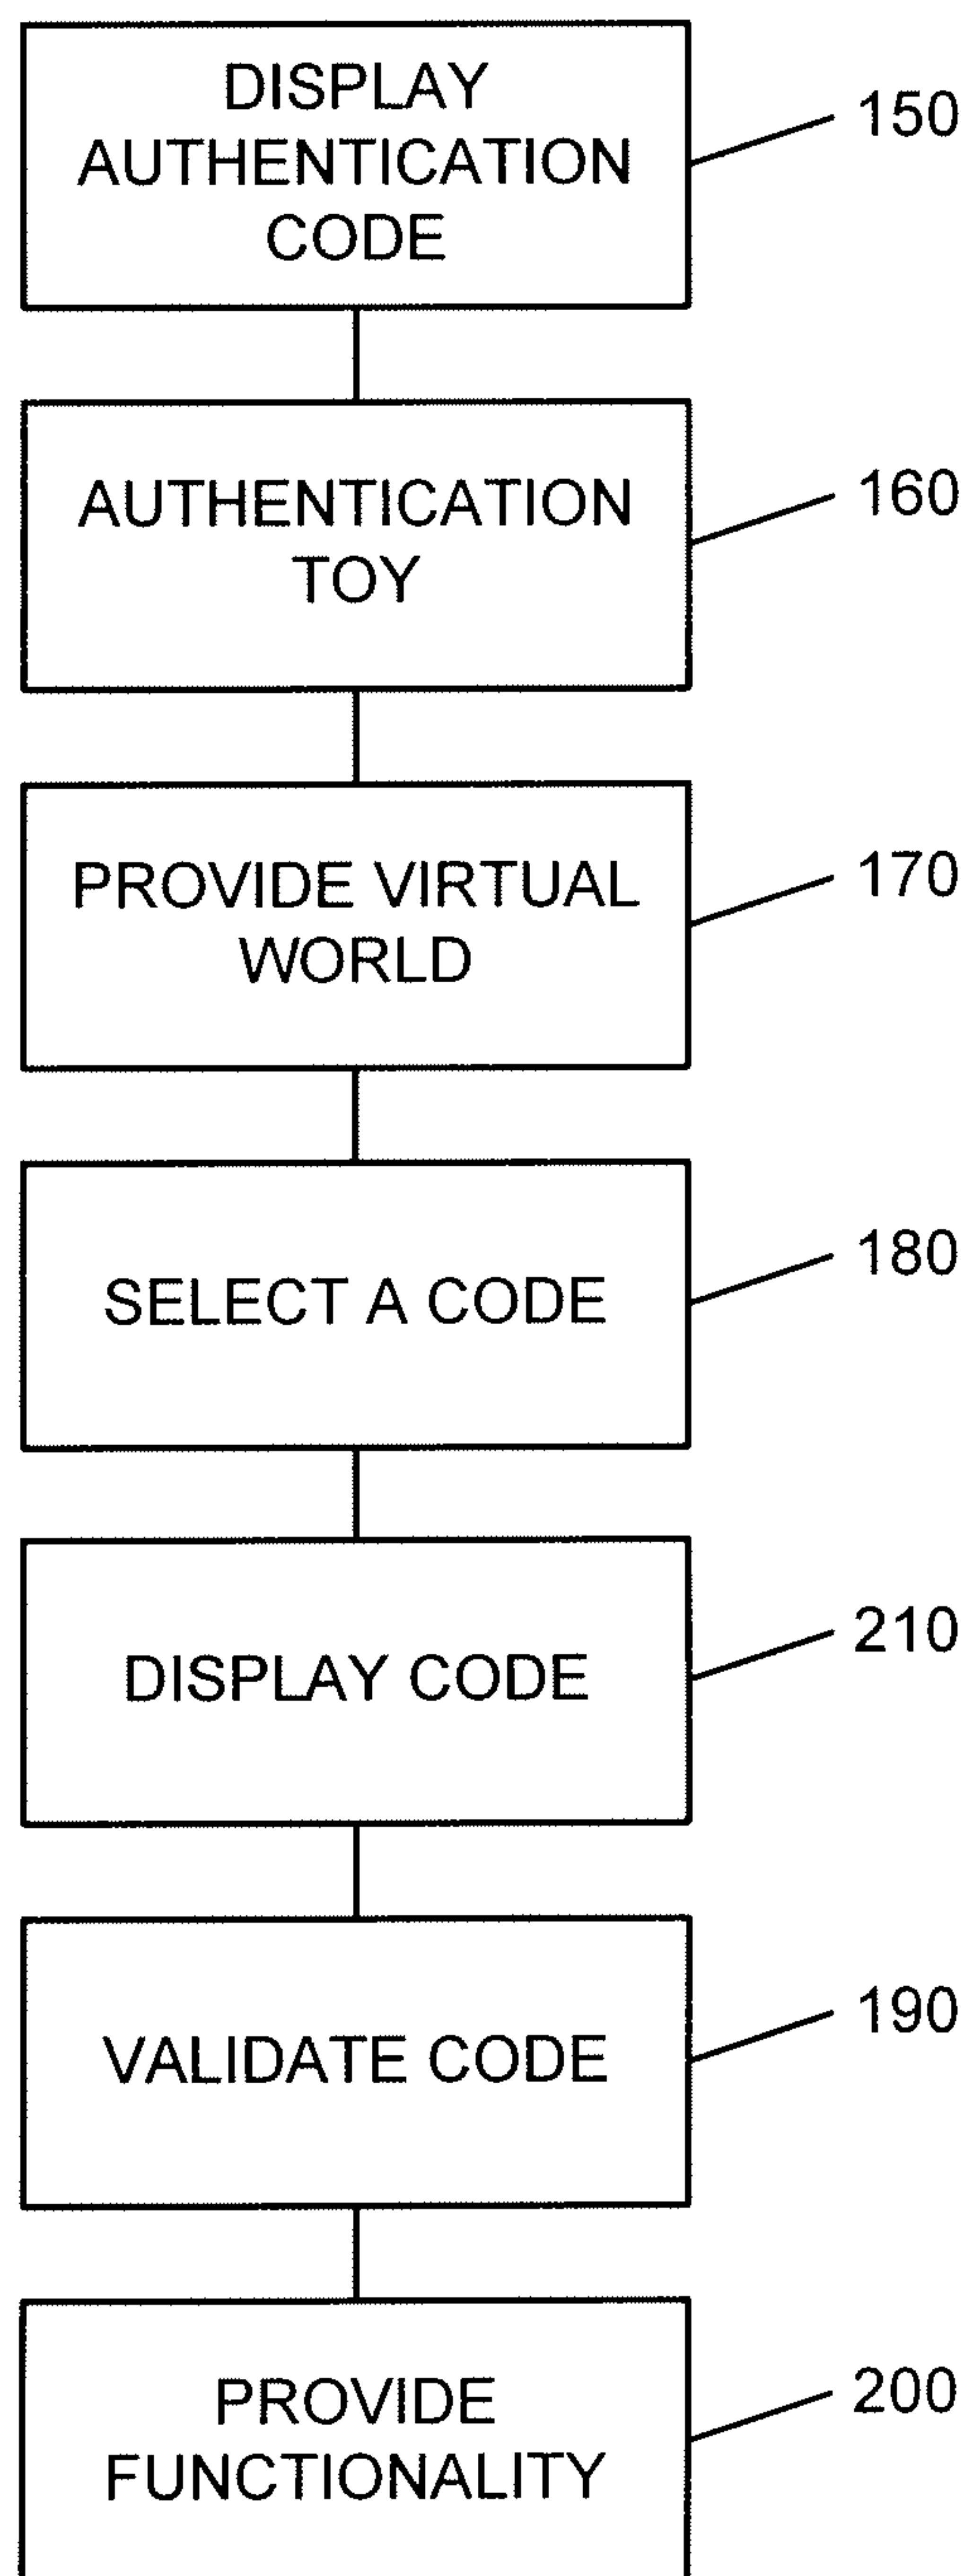 DISPLAY
AUTHENTICATION
CODE
150
AUTHENTICATION
TOY
160
PROVIDE VIRTUAL
WORLD
170
SELECT A CODE
180
DISPLAY CODE
210
VALIDATE CODE
190
PROVIDE
FUNCTIONALITY
200